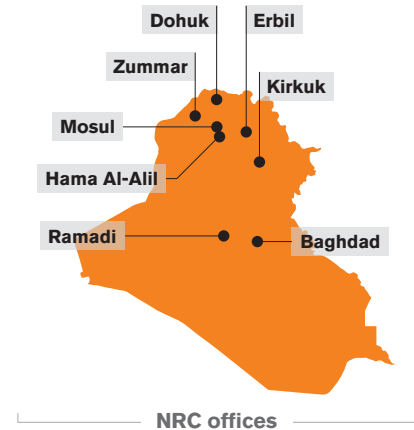 Dohuk
Erbil
Zummar
Kirkuk
Mosul
Hama Al-Alil
Ramadi
Baghdad
NRC offices